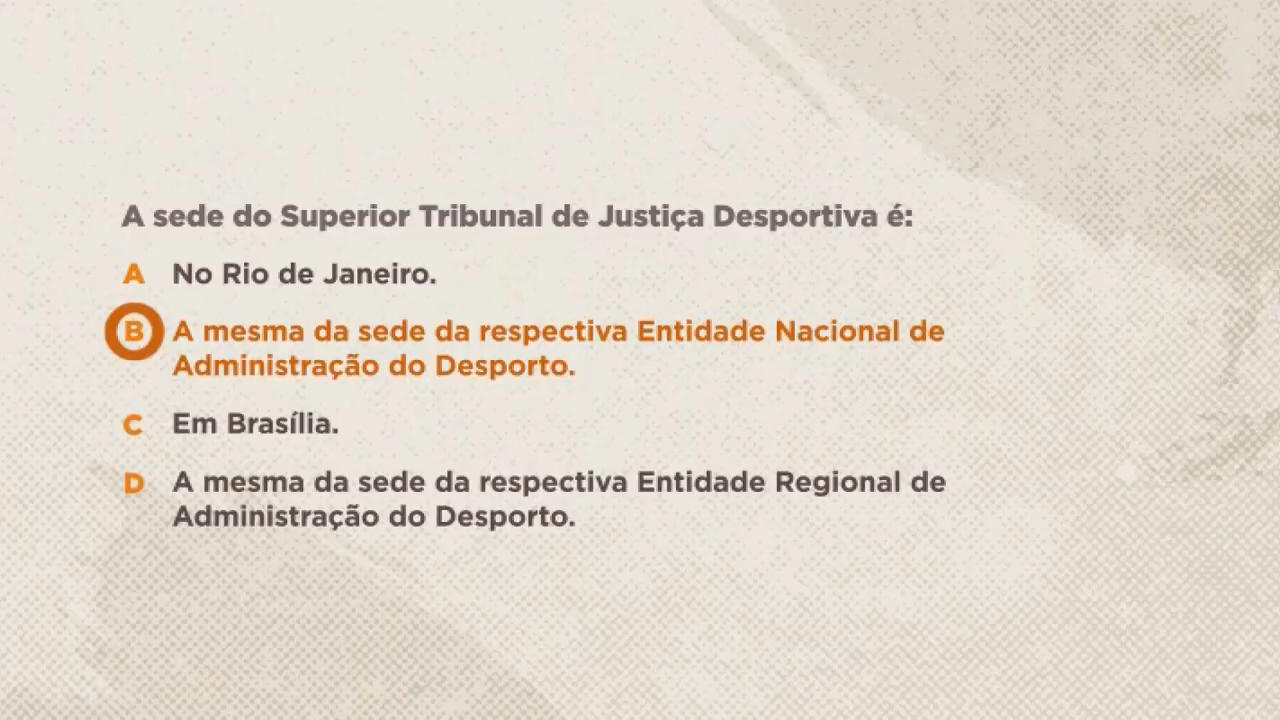 A sede do Superior Tribunal de Justiça Desportiva é:
A No Rio de Janeiro.
B A mesma da sede da respectiva Entidade Nacional de
Administração do Desporto.
C Em Brasília.
D A mesma da sede da respectiva Entidade Regional de
Administração do Desporto.